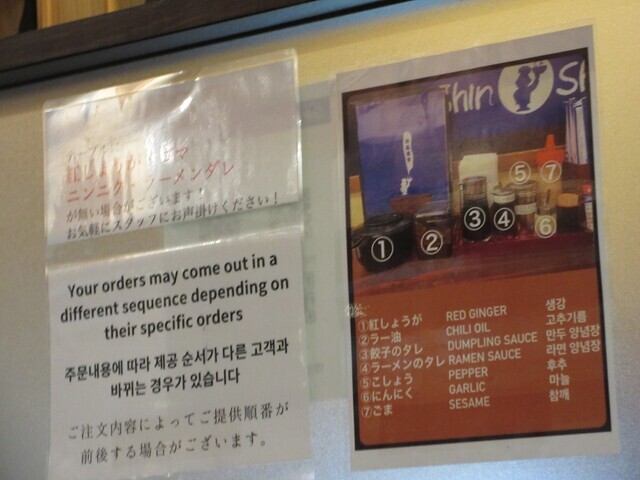 紅しょうが
ニンニク ラーメンダレ
が無い場合がございます!
お気軽にスタッフにお声掛けください!
Your orders may come out in a
different sequence depending on
their specific orders
주문내용에 따라 제공 순서가 다른 고객과
바뀌는 경우가 있습니다
ご注文内容によってご提供順番が
前後する場合がございます。
Shin
①
②
③
④
⑤
⑥
⑦
①紅しょうが RED GINGER 생강
②ラー油 CHILI OIL 고추기름
③餃子のタレ DUMPLING SAUCE 만두 양념장
④ラーメンのタレ RAMEN SAUCE 라면 양념장
⑤こしょう PEPPER 후추
⑥にんにく GARLIC 마늘
⑦ごま SESAME 참깨